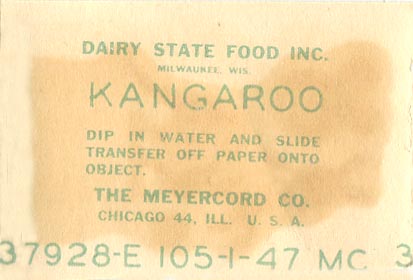 DAIRY STATE FOOD INC.
MILWAUKEE, WIS.
KANGAROO
DIP IN WATER AND SLIDE
TRANSFER OFF PAPER ONTO
OBJECT.
THE MEYERCORD CO.
CHICAGO 44, ILL. U. S. A.
37928-E 105-1-47 MC 3